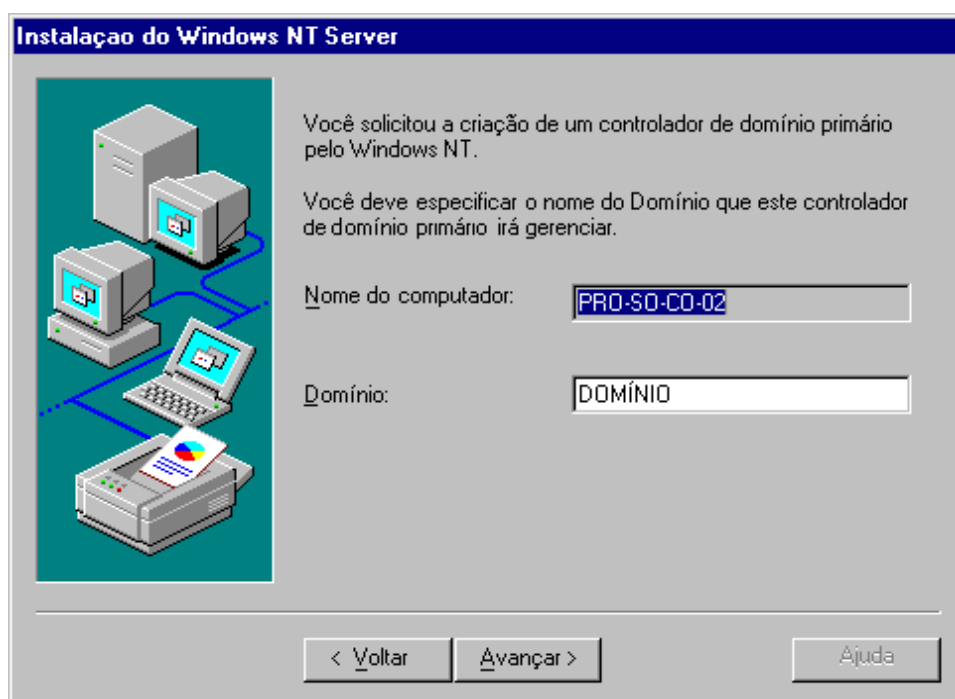 Instalaçao do Windows NT Server
Você solicitou a criação de um controlador de domínio primário
pelo Windows NT.
Você deve especificar o nome do Domínio que este controlador
de domínio primário irá gerenciar.
Nome do computador: PRO-SO-CO-02
Domínio: DOMÍNIO
< Voltar Avançar > Ajuda